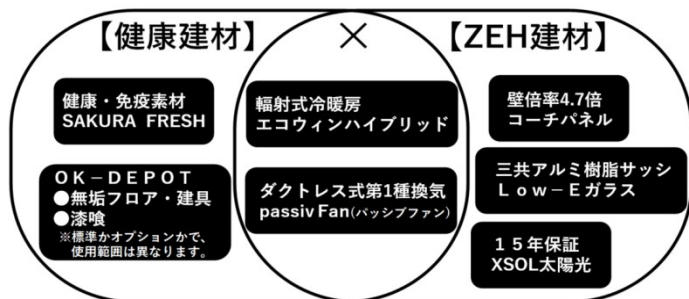 【健康建材】 × 【ZEH建材】
健康・免疫素材
SAKURA FRESH
OK－DEPOT
●無垢フロア・建具
●漆喰
※標準かオプションかで、
使用範囲は異なります。
輻射式冷暖房
エコウィンハイブリッド
ダクトレス式第1種換気
passiv Fan(パッシブファン)
壁倍率4.7倍
コーチパネル
三共アルミ樹脂サッシ
Low－Eガラス
15年保証
XSOL太陽光